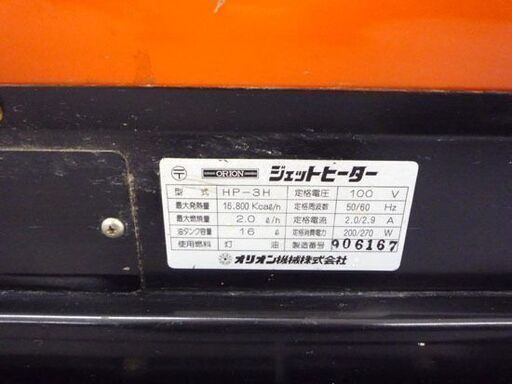 〒 ORION ジェットヒーター
型式 HP-3H 定格電圧 100 V
最大発熱量 16.800 Kcaℓ/h 定格周波数 50/60 Hz
最大燃焼量 2.0 ℓ/h 定格電流 2.0/2.9 A
油タンク容量 16 ℓ 定格消費電力 200/270 W
使用燃料 灯油 製造番号 906167
オリオン機械株式会社